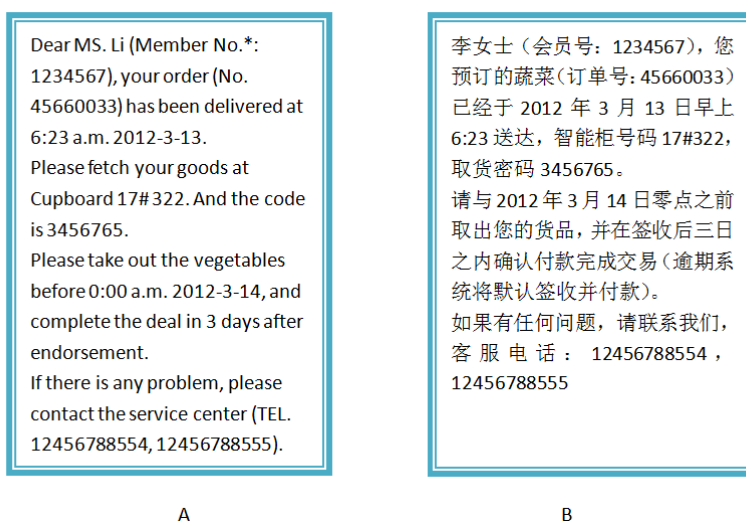 Dear MS. Li (Member No.*:
1234567), your order (No.
45660033) has been delivered at
6:23 a.m. 2012-3-13.
Please fetch your goods at
Cupboard 17# 322. And the code
is 3456765.
Please take out the vegetables
before 0:00 a.m. 2012-3-14, and
complete the deal in 3 days after
endorsement.
If there is any problem, please
contact the service center (TEL.
12456788554, 12456788555).
A
李女士（会员号：1234567），您
预订的蔬菜（订单号：45660033）
已经于 2012 年 3 月 13 日早上
6:23 送达，智能柜号码 17#322，
取货密码 3456765。
请与 2012 年 3 月 14 日零点之前
取出您的货品，并在签收后三日
之内确认付款完成交易（逾期系
统将默认签收并付款）。
如果有任何问题，请联系我们，
客服电话：12456788554，
12456788555
B